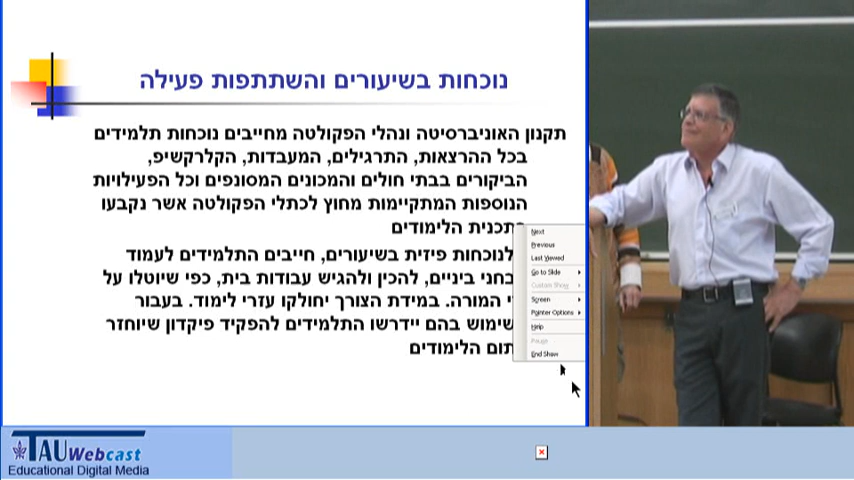 נוכחות בשיעורים והשתתפות פעילה
תקנון האוניברסיטה ונהלי הפקולטה מחייבים נוכחות תלמידים
בכל ההרצאות, התרגילים, המעבדות, הקלרקשיפ,
הביקורים בבתי חולים והמכונים המסונפים וכל הפעילויות
הנוספות המתקיימות מחוץ לכתלי הפקולטה אשר נקבעו
תכנית הלימודים
לנוכחות פיזית בשיעורים, חייבים התלמידים לעמוד
בחני ביניים, להכין ולהגיש עבודות בית, כפי שיוטלו על
י המורה. במידת הצורך יחולקו עזרי לימוד. בעבור
שימוש בהם יידרשו התלמידים להפקיד פיקדון שיוחזר
תום הלימודים
Next
Previous
Last Viewed
Go to Slide
Custom Show
Screen
Pointer Options
Help
Pause
End Show
TAU Webcast
Educational Digital Media